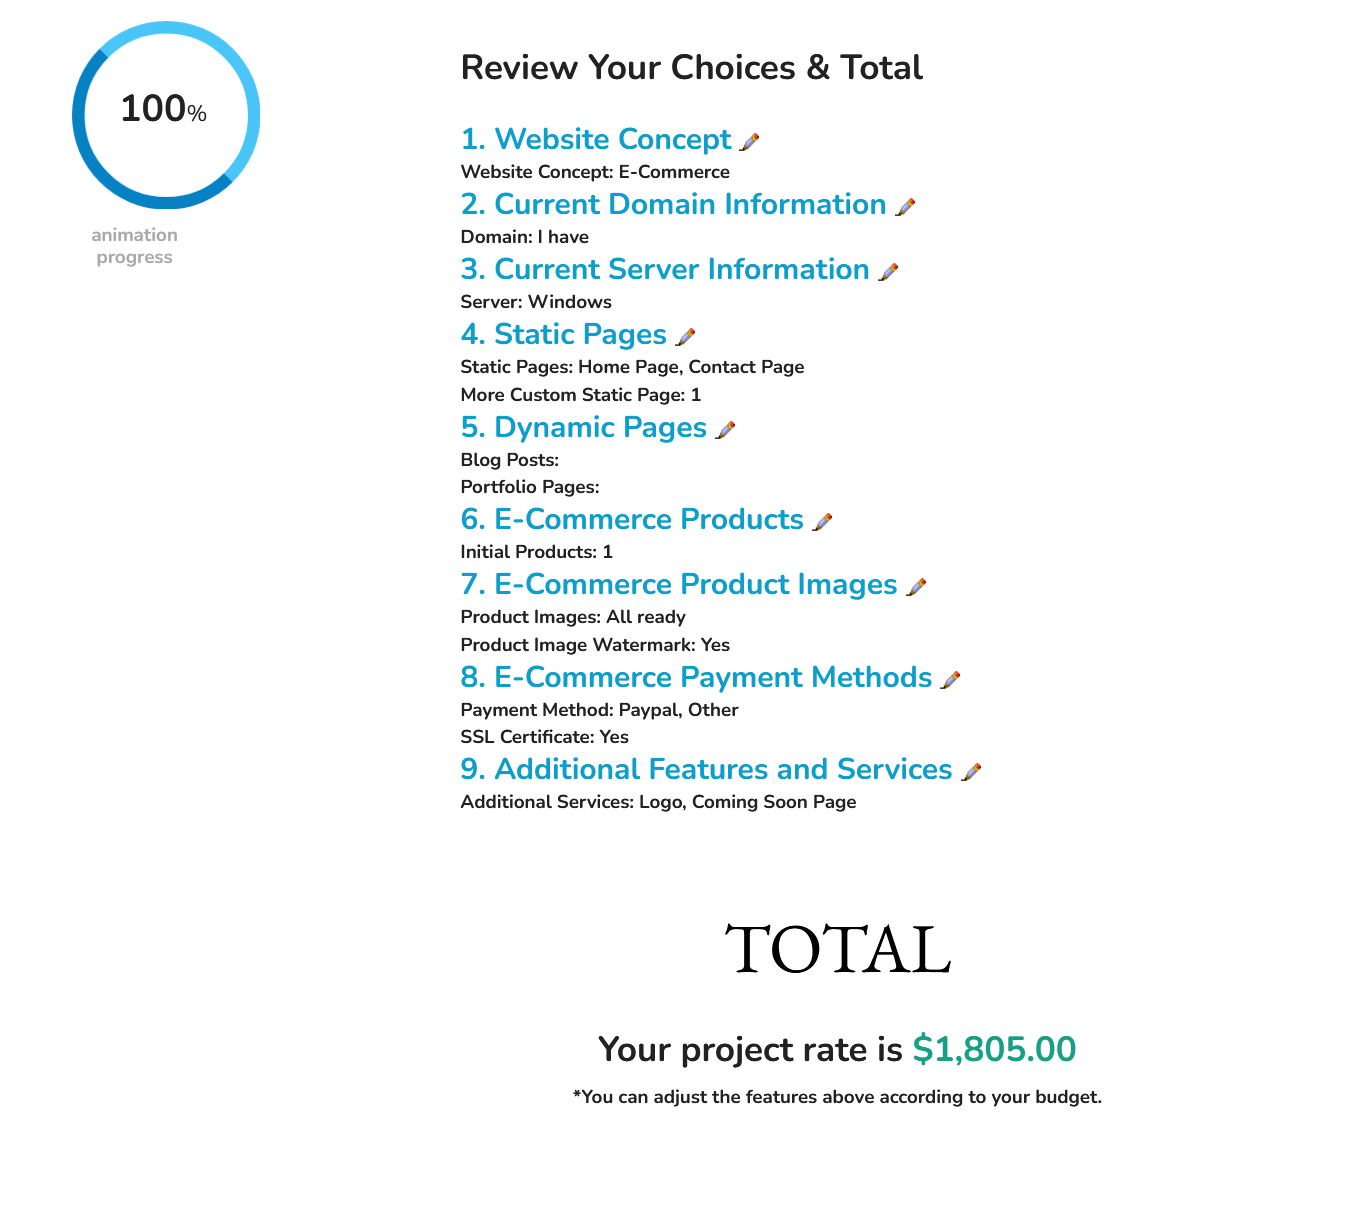 100%
animation
progress
Review Your Choices & Total
1. Website Concept
Website Concept: E-Commerce
2. Current Domain Information
Domain: I have
3. Current Server Information
Server: Windows
4. Static Pages
Static Pages: Home Page, Contact Page
More Custom Static Page: 1
5. Dynamic Pages
Blog Posts:
Portfolio Pages:
6. E-Commerce Products
Initial Products: 1
7. E-Commerce Product Images
Product Images: All ready
Product Image Watermark: Yes
8. E-Commerce Payment Methods
Payment Method: Paypal, Other
SSL Certificate: Yes
9. Additional Features and Services
Additional Services: Logo, Coming Soon Page
TOTAL
Your project rate is $1,805.00
*You can adjust the features above according to your budget.